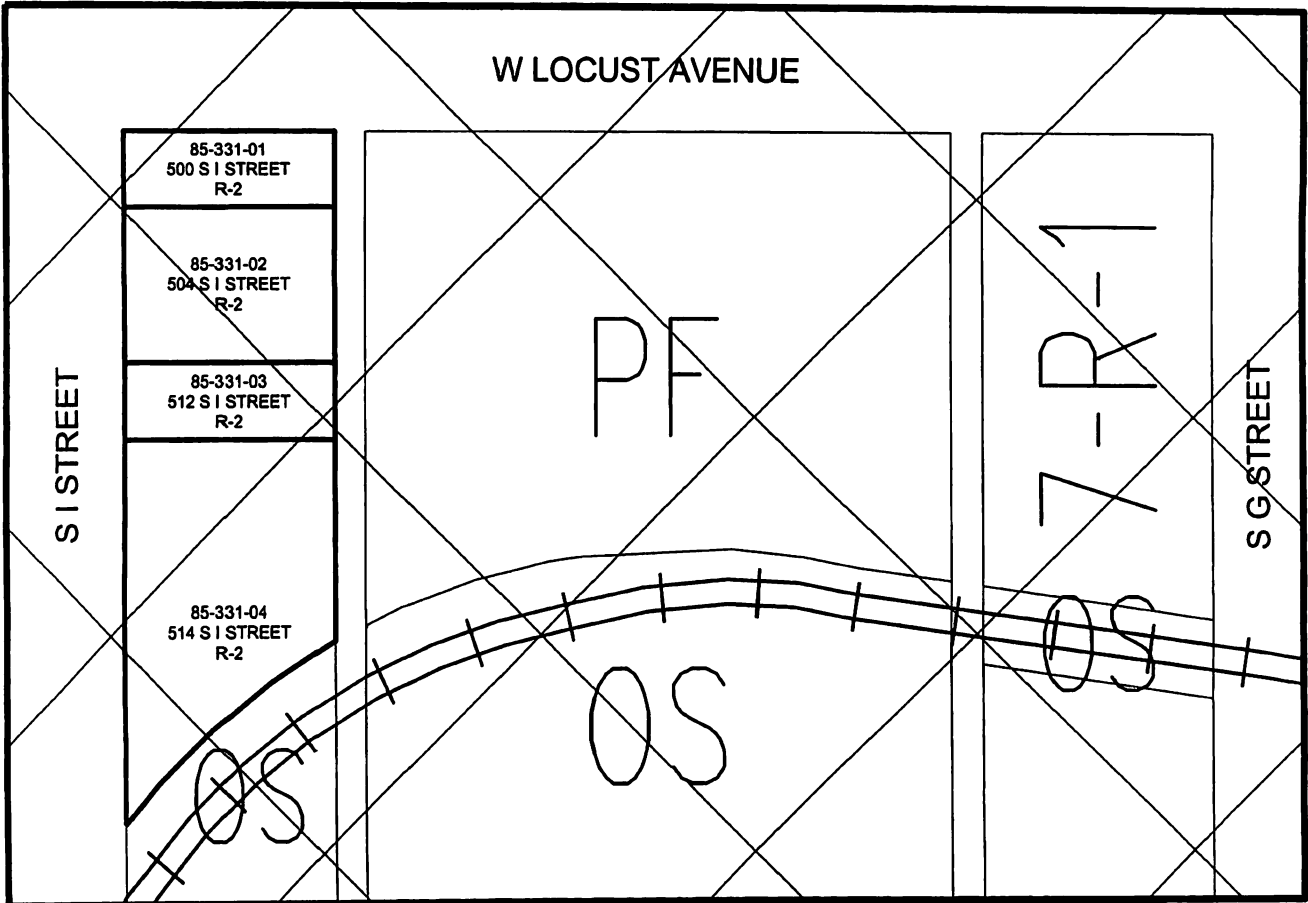 W LOCUST AVENUE
85-331-01
500 S I STREET
R-2
85-331-02
504 S I STREET
R-2
85-331-03
512 S I STREET
R-2
85-331-04
514 S I STREET
R-2
S I STREET
PF
7-R-1
S G STREET
OS
OS
OS